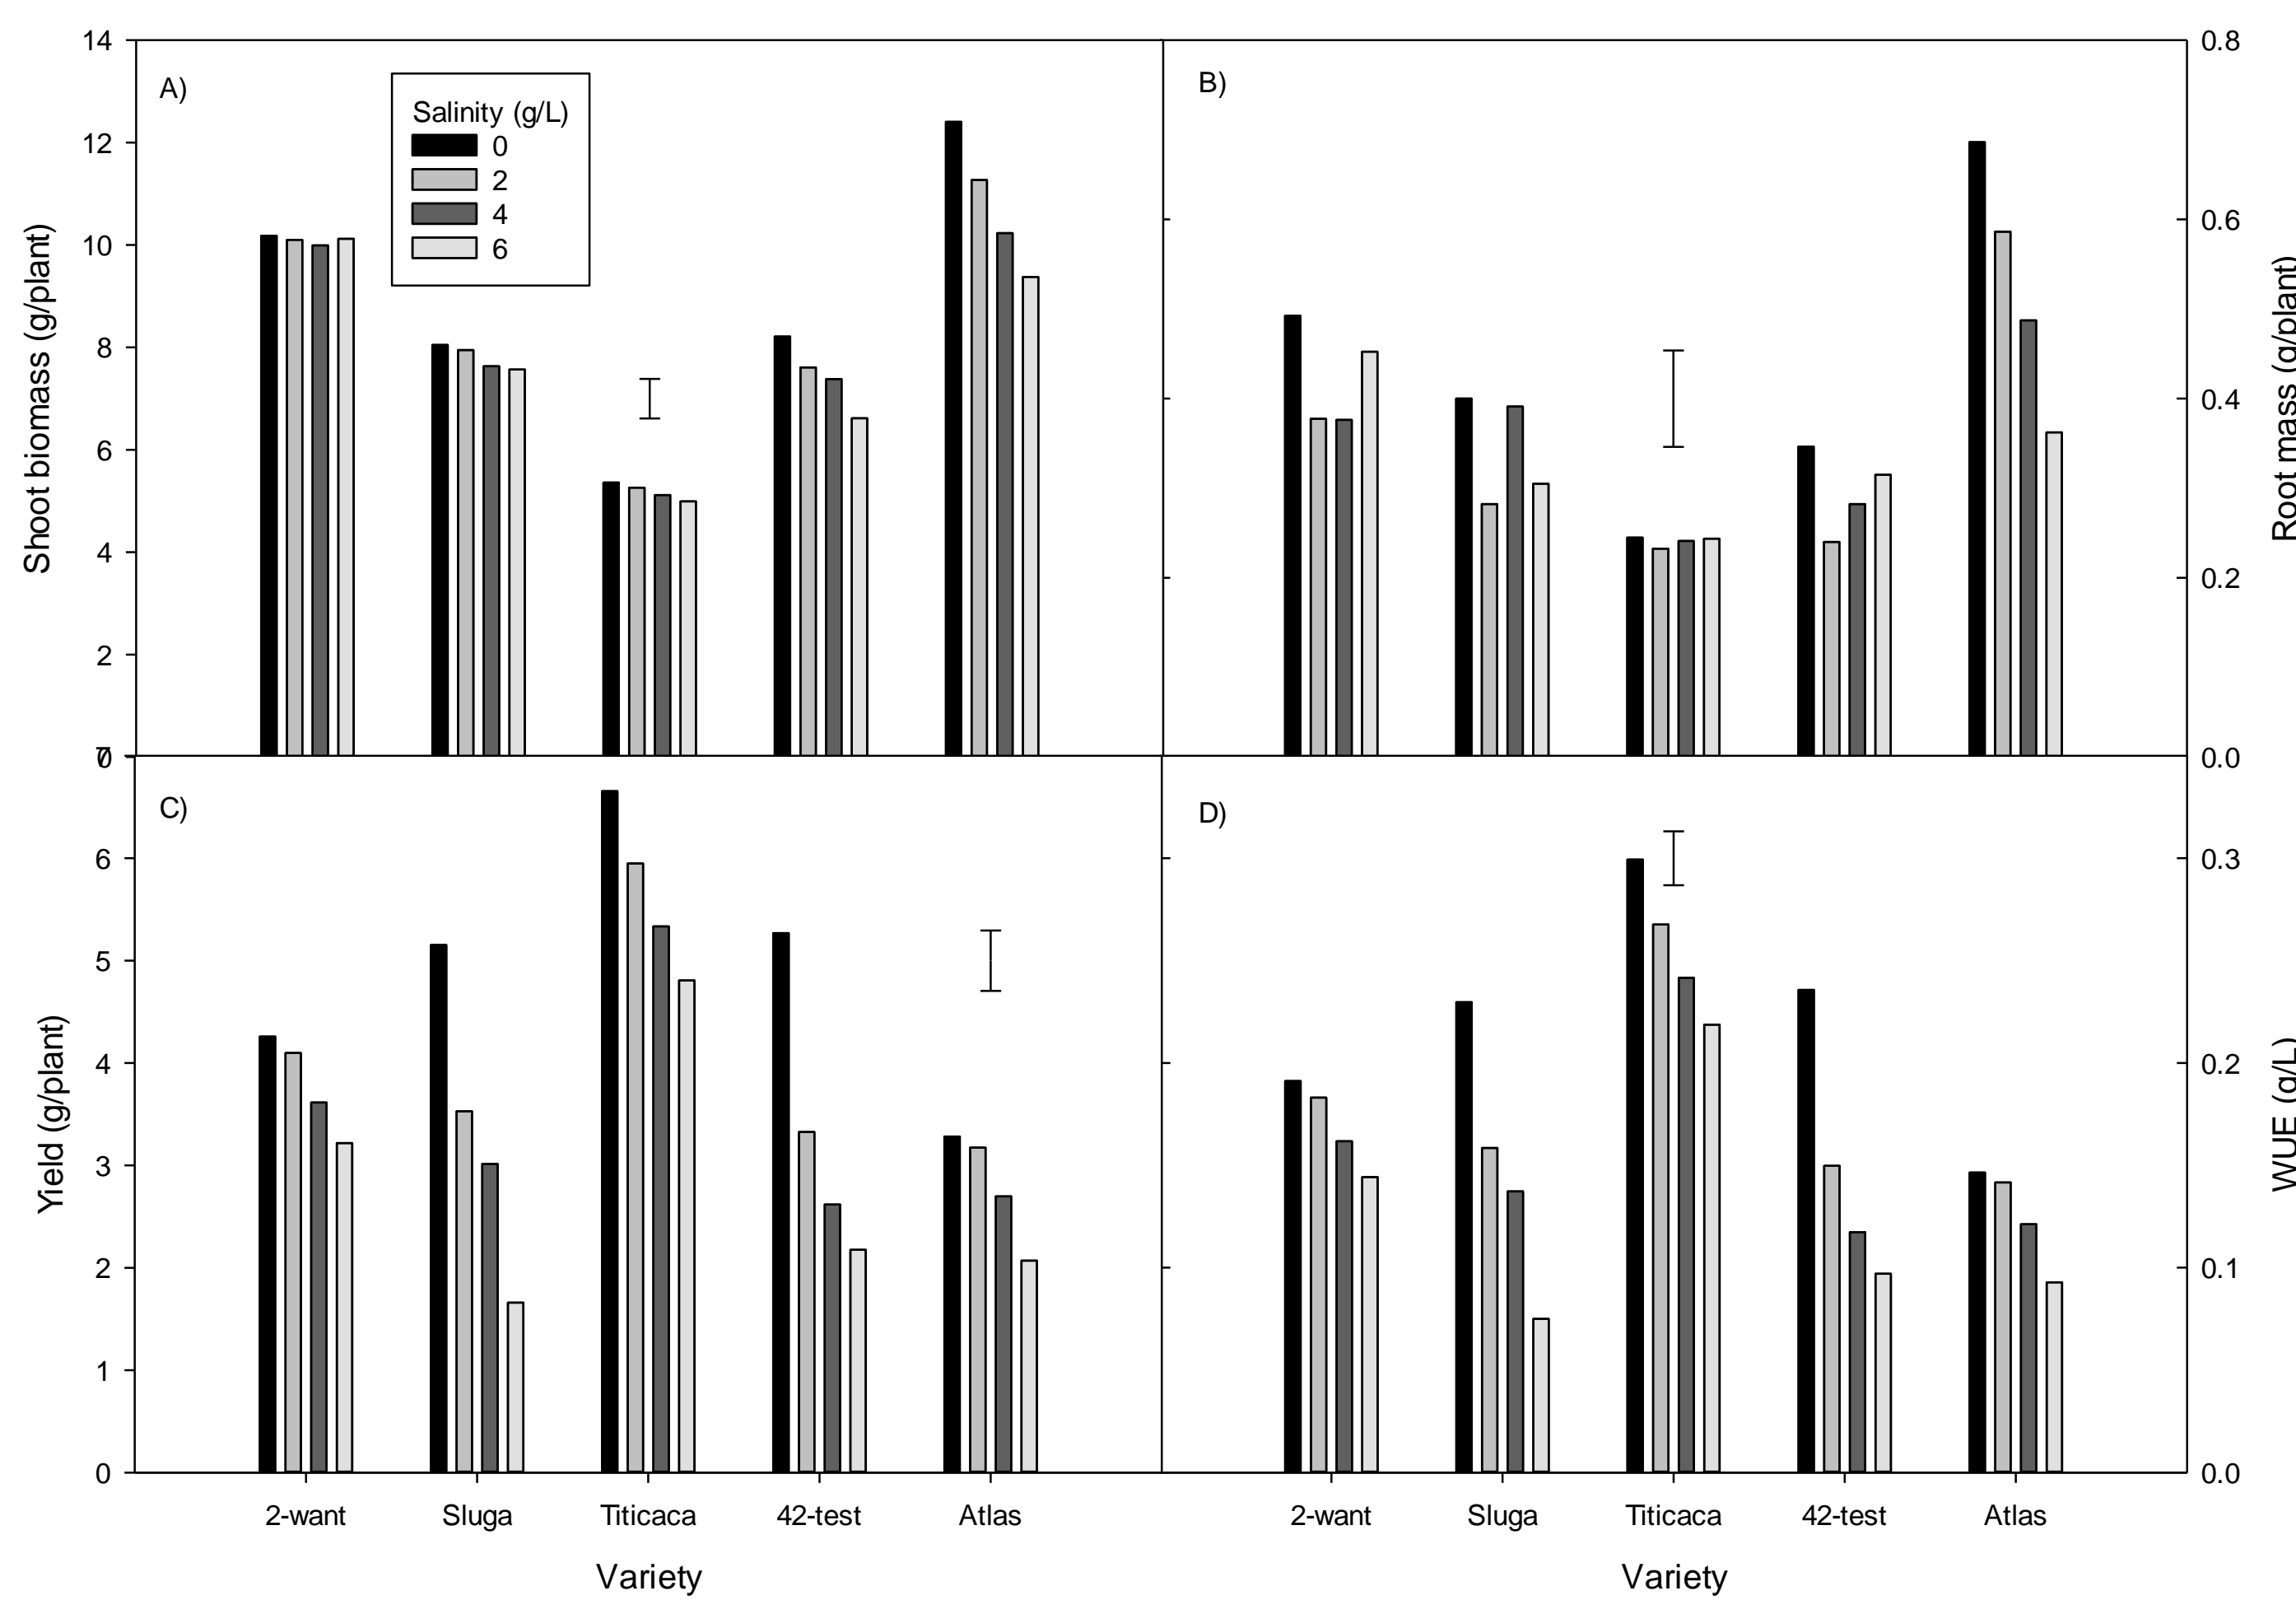 A)
B)
Salinity (g/L)
0
2
4
6
14
12
10
8
6
4
2
0
Shoot biomass (g/plant)
0.8
0.6
0.4
0.2
0.0
Root mass (g/plant)
C)
D)
7
6
5
4
3
2
1
0
Yield (g/plant)
0.3
0.2
0.1
0.0
WUE (g/L)
2-want Sluga Titicaca 42-test Atlas
2-want Sluga Titicaca 42-test Atlas
Variety
Variety